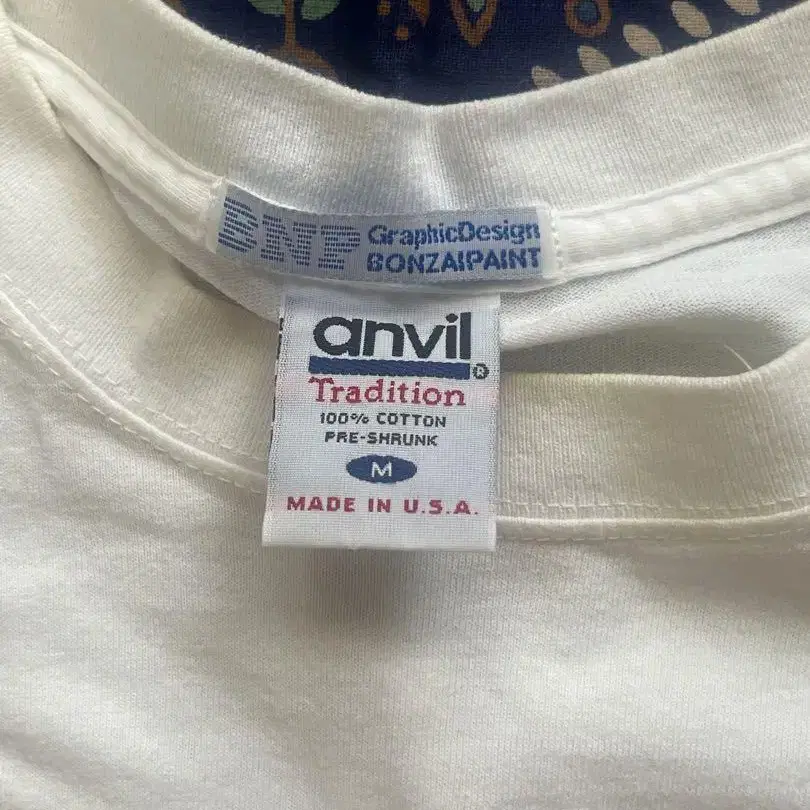 BNP GraphicDesign
BONZAIPAINT
anvil®
Tradition
100% COTTON
PRE-SHRUNK
M
MADE IN U.S.A.